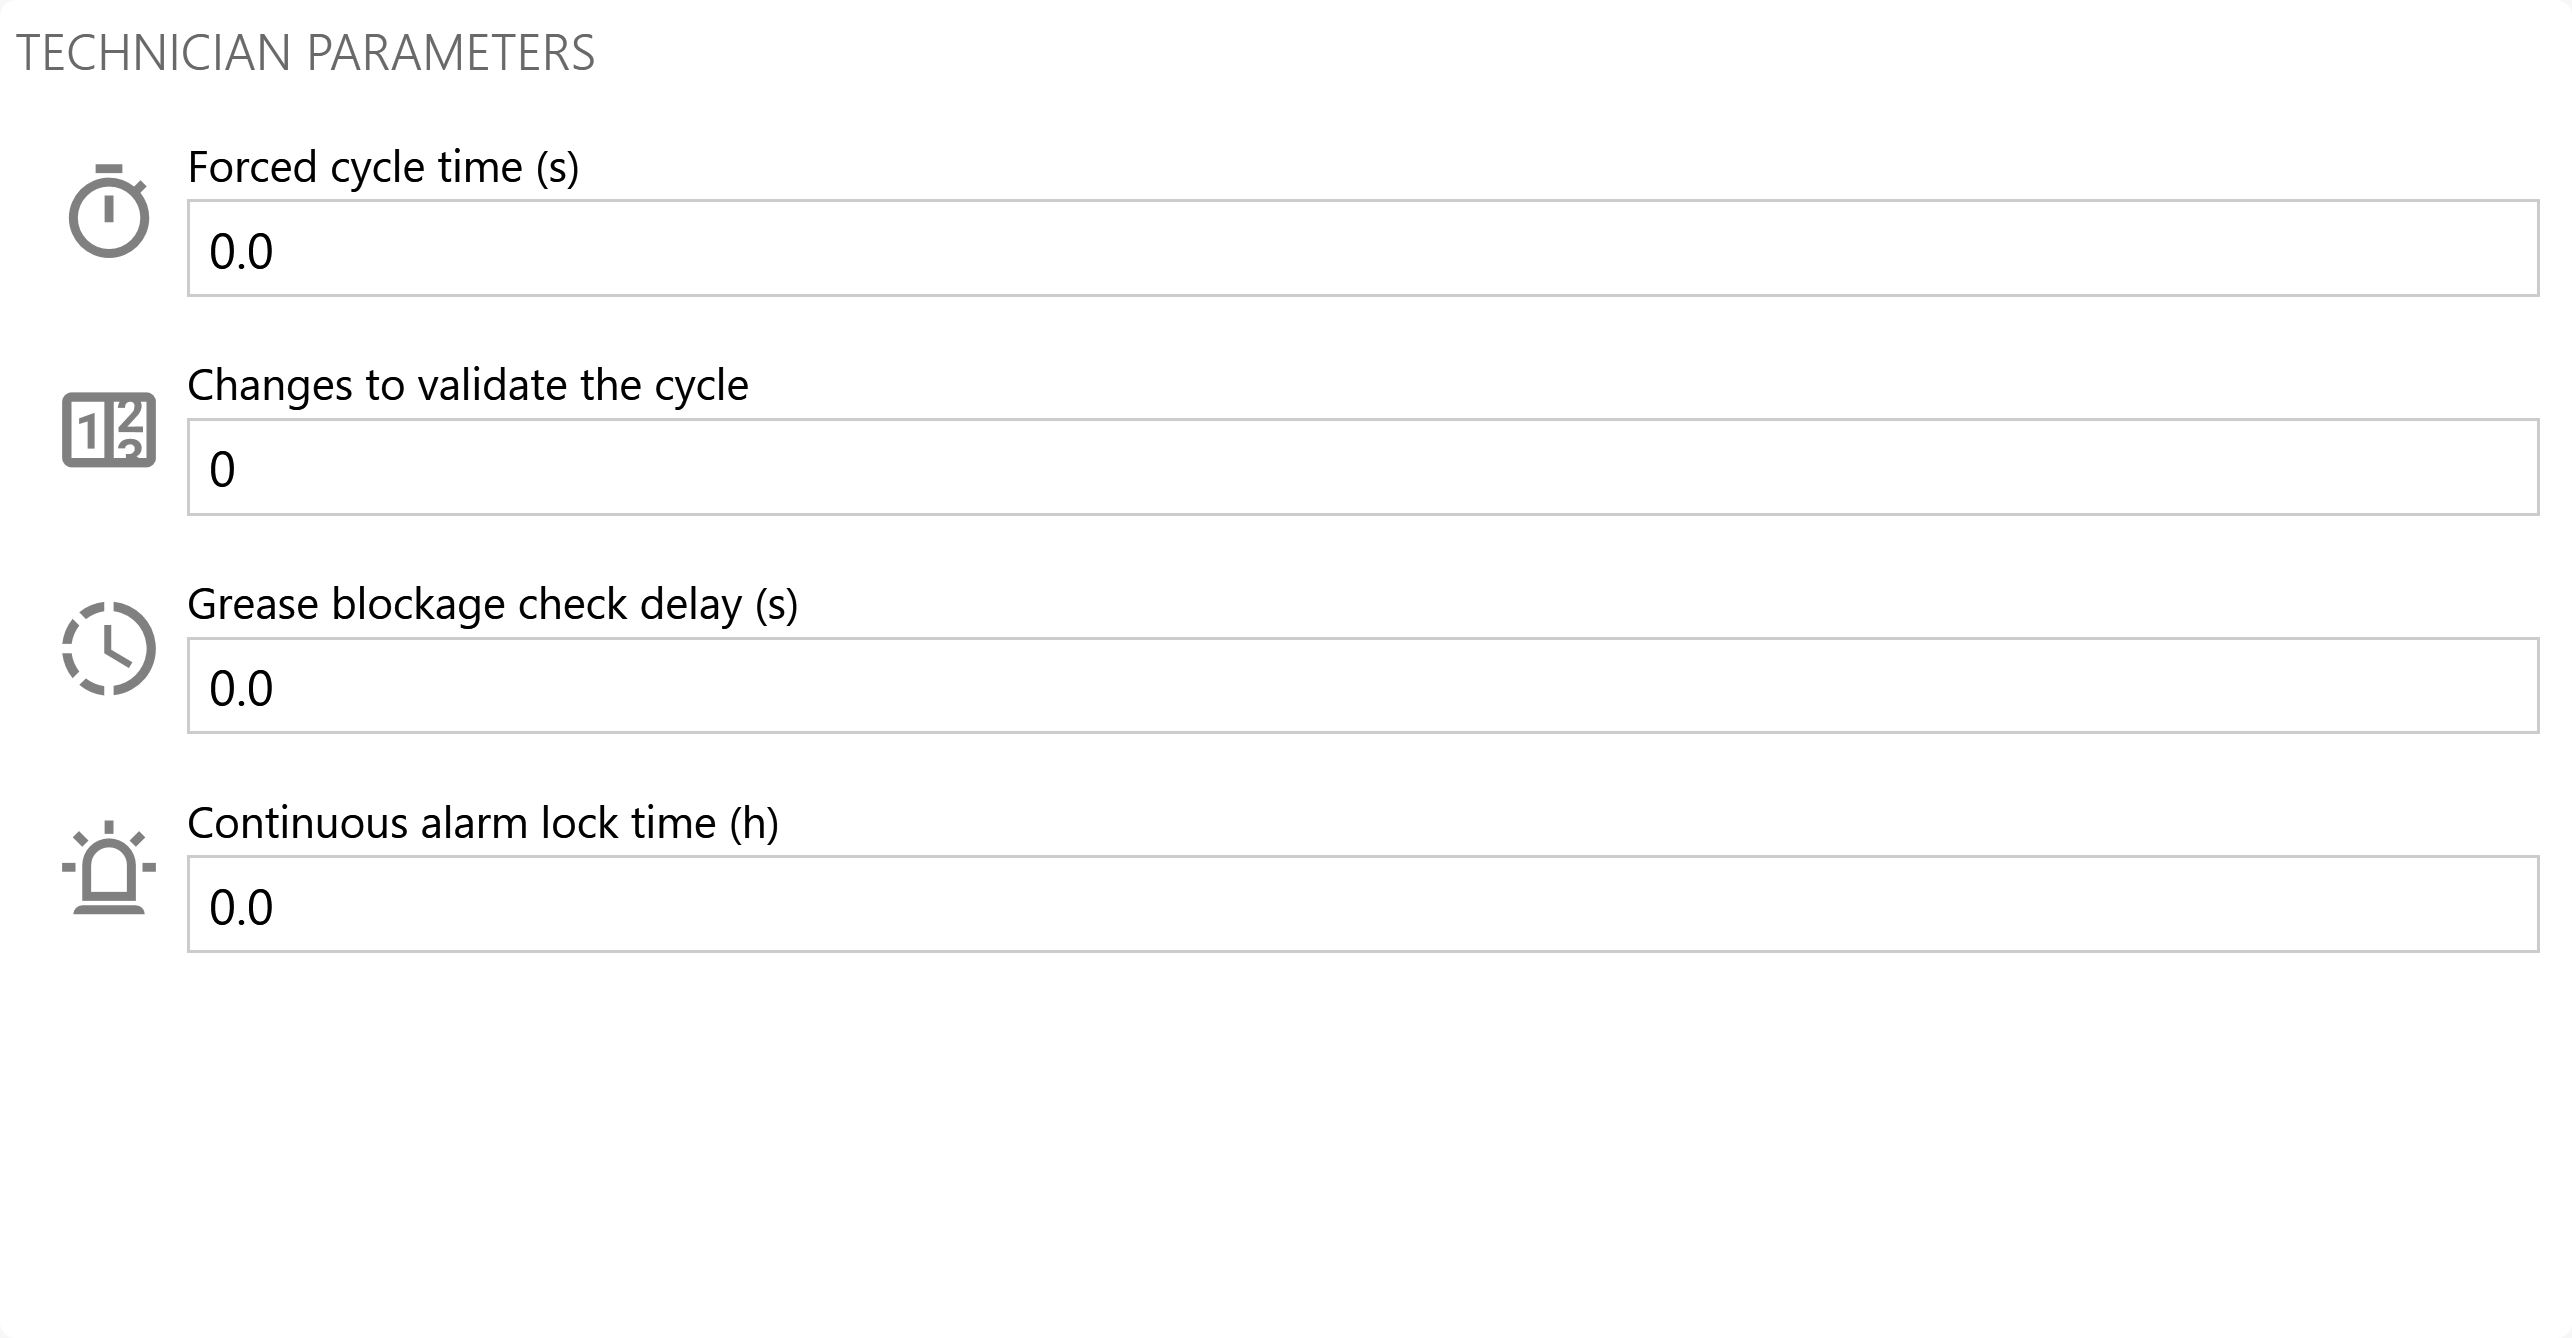 TECHNICIAN PARAMETERS
Forced cycle time (s)
0.0
Changes to validate the cycle
123
0
Grease blockage check delay (s)
0.0
Continuous alarm lock time (h)
0.0